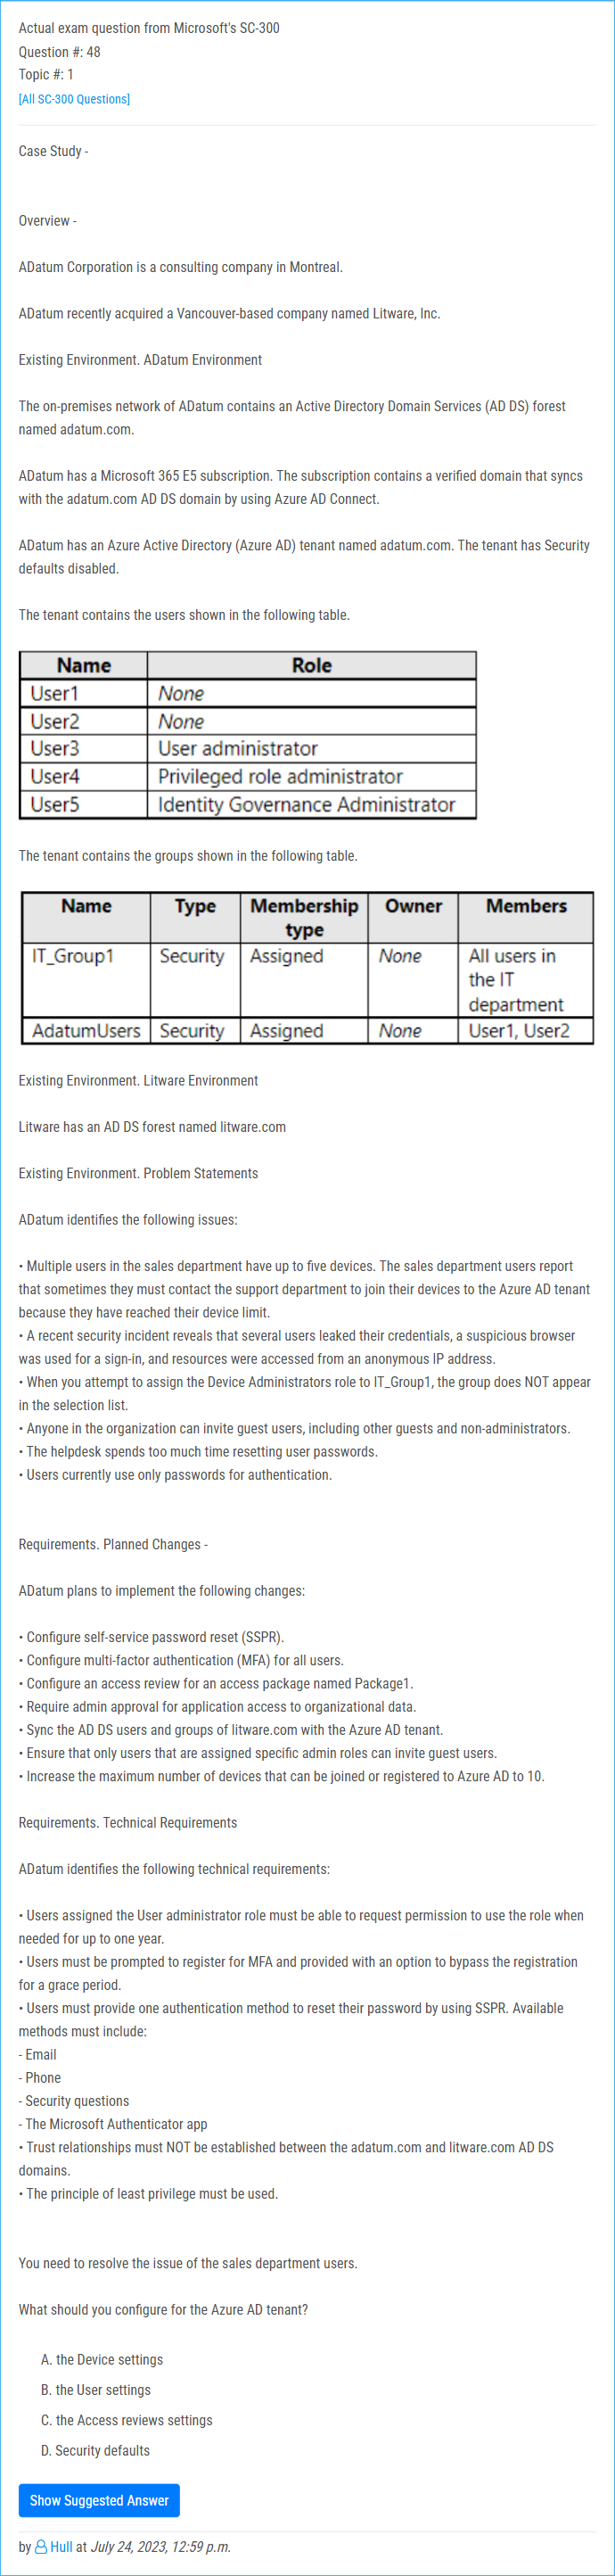 Actual exam question from Microsoft's SC-300
Question #: 48
Topic #: 1
[All SC-300 Questions]
Case Study -
Overview -
ADatum Corporation is a consulting company in Montreal.
ADatum recently acquired a Vancouver-based company named Litware, Inc.
Existing Environment. ADatum Environment
The on-premises network of ADatum contains an Active Directory Domain Services (AD DS) forest
named adatum.com.
ADatum has a Microsoft 365 E5 subscription. The subscription contains a verified domain that syncs
with the adatum.com AD DS domain by using Azure AD Connect.
ADatum has an Azure Active Directory (Azure AD) tenant named adatum.com. The tenant has Security
defaults disabled.
The tenant contains the users shown in the following table.
Name Role
User1 None
User2 None
User3 User administrator
User4 Privileged role administrator
User5 Identity Governance Administrator
The tenant contains the groups shown in the following table.
Name Type Membership Owner Members
type
IT_Group1 Security Assigned None All users in
the IT
department
AdatumUsers Security Assigned None User1, User2
Existing Environment. Litware Environment
Litware has an AD DS forest named litware.com
Existing Environment. Problem Statements
ADatum identifies the following issues:
• Multiple users in the sales department have up to five devices. The sales department users report
that sometimes they must contact the support department to join their devices to the Azure AD tenant
because they have reached their device limit.
• A recent security incident reveals that several users leaked their credentials, a suspicious browser
was used for a sign-in, and resources were accessed from an anonymous IP address.
• When you attempt to assign the Device Administrators role to IT_Group1, the group does NOT appear
in the selection list.
• Anyone in the organization can invite guest users, including other guests and non-administrators.
• The helpdesk spends too much time resetting user passwords.
• Users currently use only passwords for authentication.
Requirements. Planned Changes -
ADatum plans to implement the following changes:
• Configure self-service password reset (SSPR).
• Configure multi-factor authentication (MFA) for all users.
• Configure an access review for an access package named Package1.
• Require admin approval for application access to organizational data.
• Sync the AD DS users and groups of litware.com with the Azure AD tenant.
• Ensure that only users that are assigned specific admin roles can invite guest users.
• Increase the maximum number of devices that can be joined or registered to Azure AD to 10.
Requirements. Technical Requirements
ADatum identifies the following technical requirements:
• Users assigned the User administrator role must be able to request permission to use the role when
needed for up to one year.
• Users must be prompted to register for MFA and provided with an option to bypass the registration
for a grace period.
• Users must provide one authentication method to reset their password by using SSPR. Available
methods must include:
- Email
- Phone
- Security questions
- The Microsoft Authenticator app
• Trust relationships must NOT be established between the adatum.com and litware.com AD DS
domains.
• The principle of least privilege must be used.
You need to resolve the issue of the sales department users.
What should you configure for the Azure AD tenant?
A. the Device settings
B. the User settings
C. the Access reviews settings
D. Security defaults
Show Suggested Answer
by Hull at July 24, 2023, 12:59 p.m.